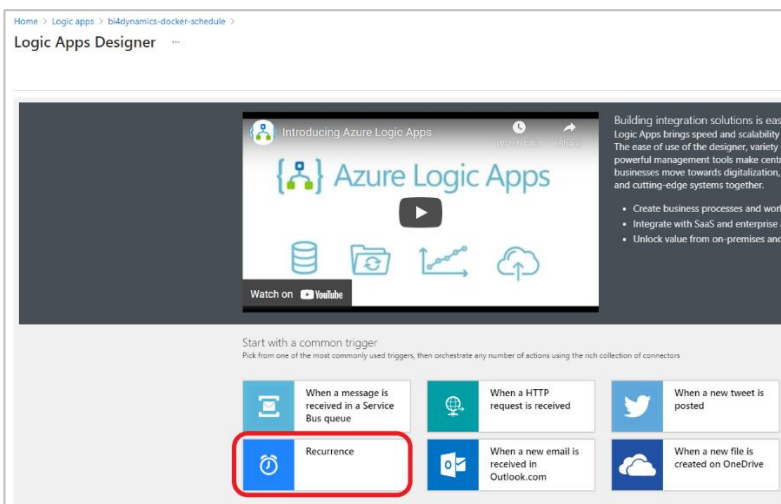 Home > Logic apps > bi4dynamics-docker-schedule >
Logic Apps Designer ...
Introducing Azure Logic Apps
Watch later
Share
Azure Logic Apps
Watch on YouTube
Building integration solutions is eas
Logic Apps brings speed and scalability
The ease of use of the designer, variety
powerful management tools make centr
businesses move towards digitalization,
and cutting-edge systems together.
• Create business processes and wor
• Integrate with SaaS and enterprise
• Unlock value from on-premises and
Start with a common trigger
Pick from one of the most commonly used triggers, then orchestrate any number of actions using the rich collection of connectors
When a message is
received in a Service
Bus queue
When a HTTP
request is received
When a new tweet is
posted
Recurrence
When a new email is
received in
Outlook.com
When a new file is
created on OneDrive